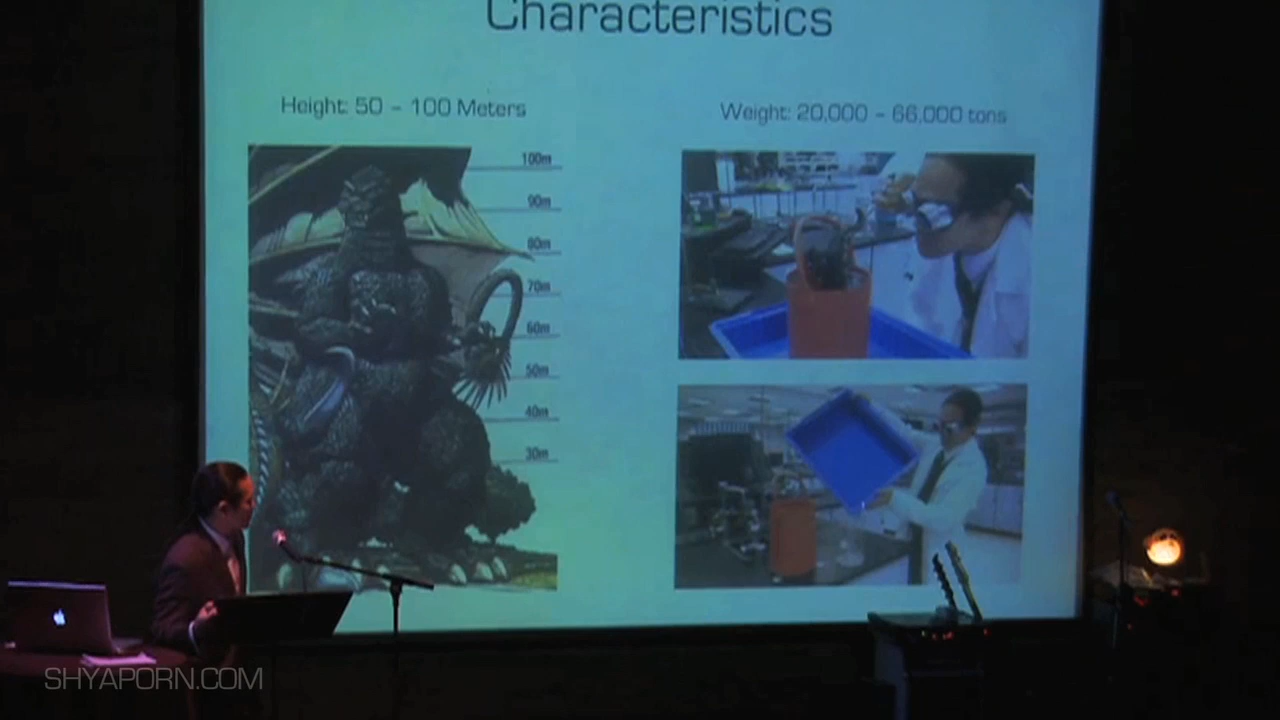 Characteristics
Height: 50 - 100 Meters
Weight: 20,000 - 66,000 tons
100m
90m
80m
70m
60m
50m
40m
30m
SHYAPORN.COM